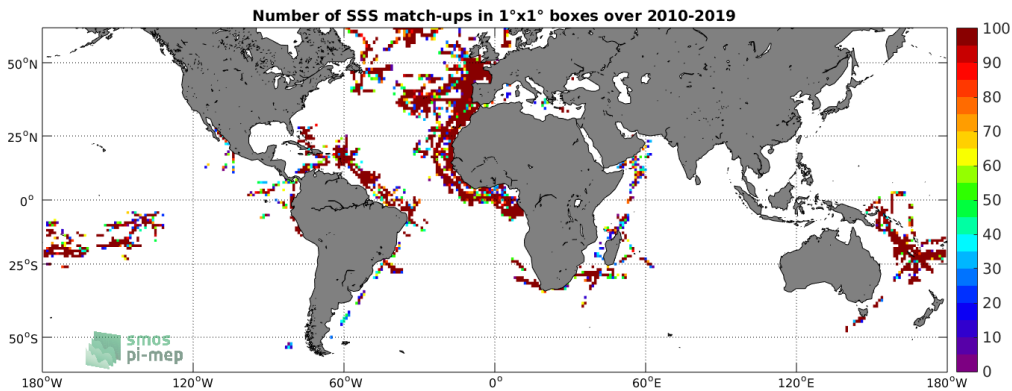 Number of SSS match-ups in 1°x1° boxes over 2010-2019
50°N
25°N
0°
25°S
50°S
180°W
120°W
60°W
0°
60°E
120°E
180°E
100
90
80
70
60
50
40
30
20
10
0
smos
pi-mep